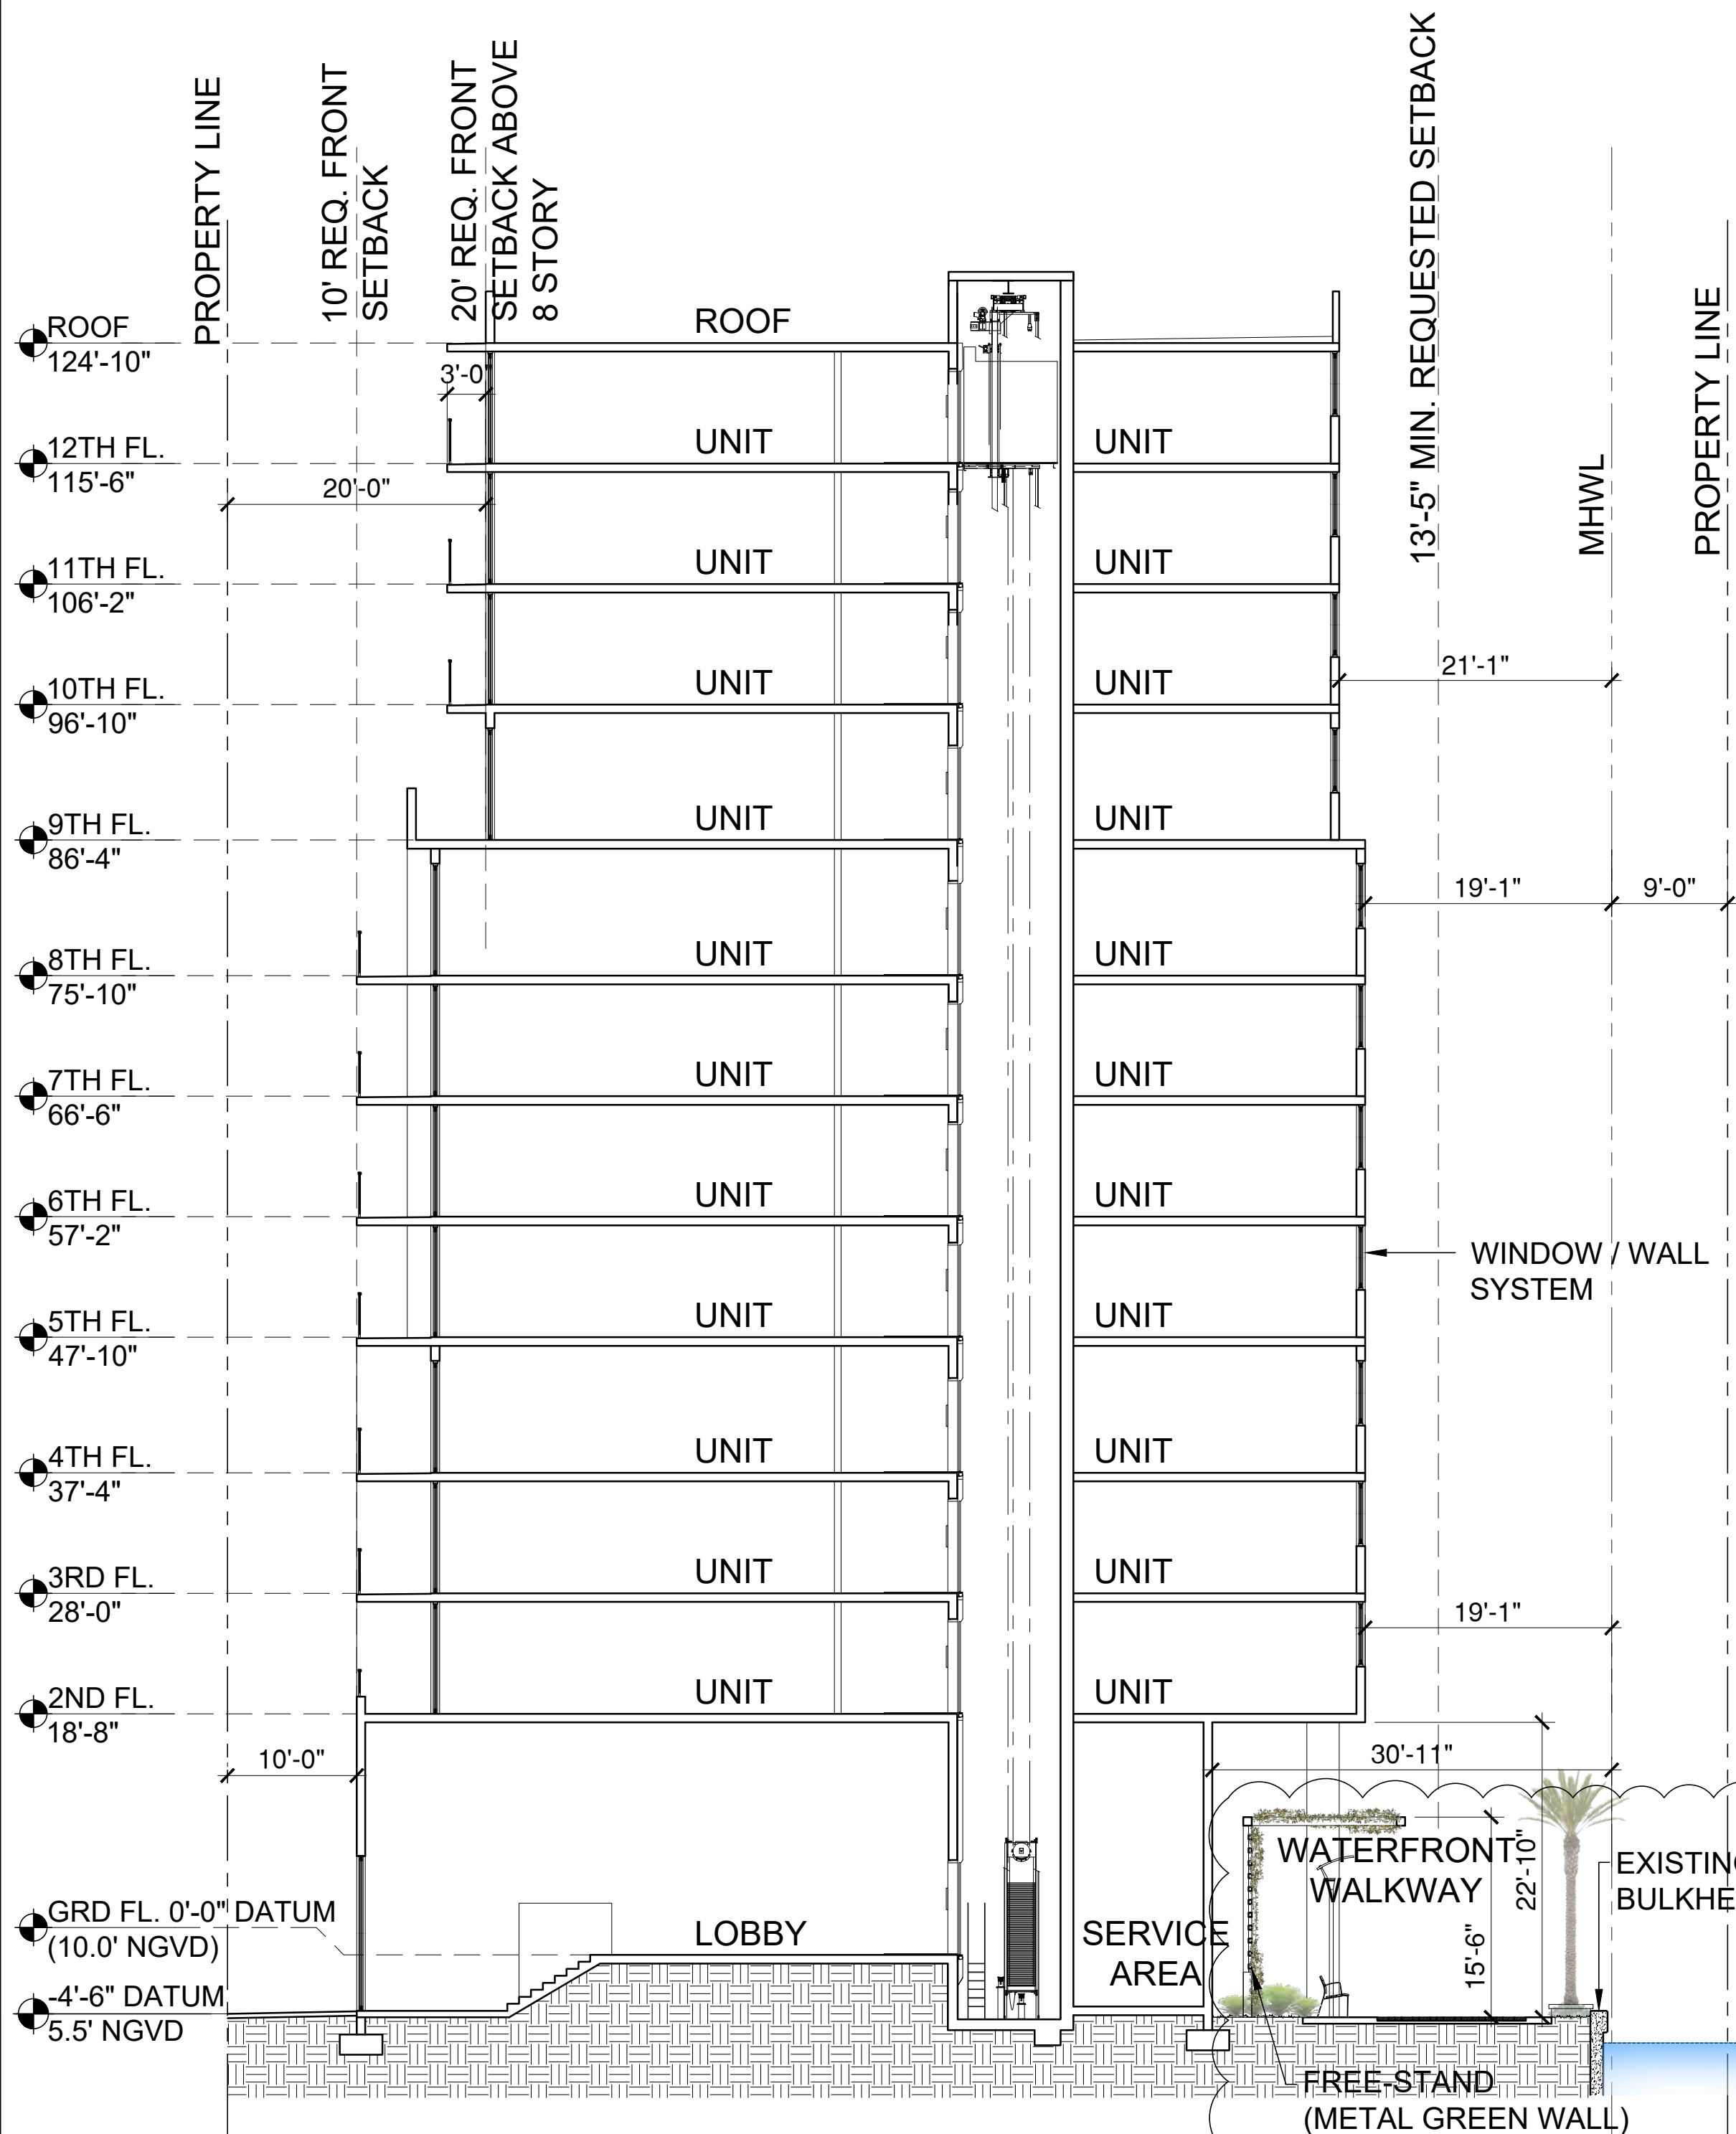 PROPERTY LINE
10' REQ. FRONT
SETBACK
20' REQ. FRONT
SETBACK ABOVE
8 STORY
13'-5" MIN. REQUESTED SETBACK
MHWL
PROPERTY LINE
ROOF
124'-10"
ROOF
3'-0"
12TH FL.
115'-6"
UNIT
UNIT
20'-0"
11TH FL.
106'-2"
UNIT
UNIT
10TH FL.
96'-10"
UNIT
UNIT
21'-1"
9TH FL.
86'-4"
UNIT
UNIT
19'-1"
9'-0"
8TH FL.
75'-10"
UNIT
UNIT
7TH FL.
66'-6"
UNIT
UNIT
6TH FL.
57'-2"
UNIT
UNIT
WINDOW / WALL
SYSTEM
5TH FL.
47'-10"
UNIT
UNIT
4TH FL.
37'-4"
UNIT
UNIT
3RD FL.
28'-0"
UNIT
UNIT
19'-1"
2ND FL.
18'-8"
UNIT
UNIT
10'-0"
30'-11"
WATERFRONT
WALKWAY
15'-6"
22'-10"
EXISTING
BULKHE
GRD FL. 0'-0" DATUM
(10.0' NGVD)
LOBBY
SERVICE
AREA
-4'-6" DATUM
5.5' NGVD
FREE-STAND
(METAL GREEN WALL)